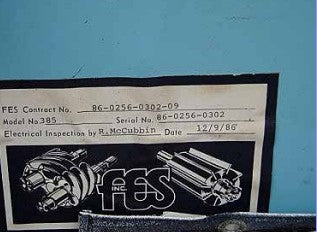 FES Contract No. 86-0256-0302-09
Model No. 385 Serial No. 86-0256-0302
Electrical Inspection by R.McCubbin Date 12/9/86
FES
INC.